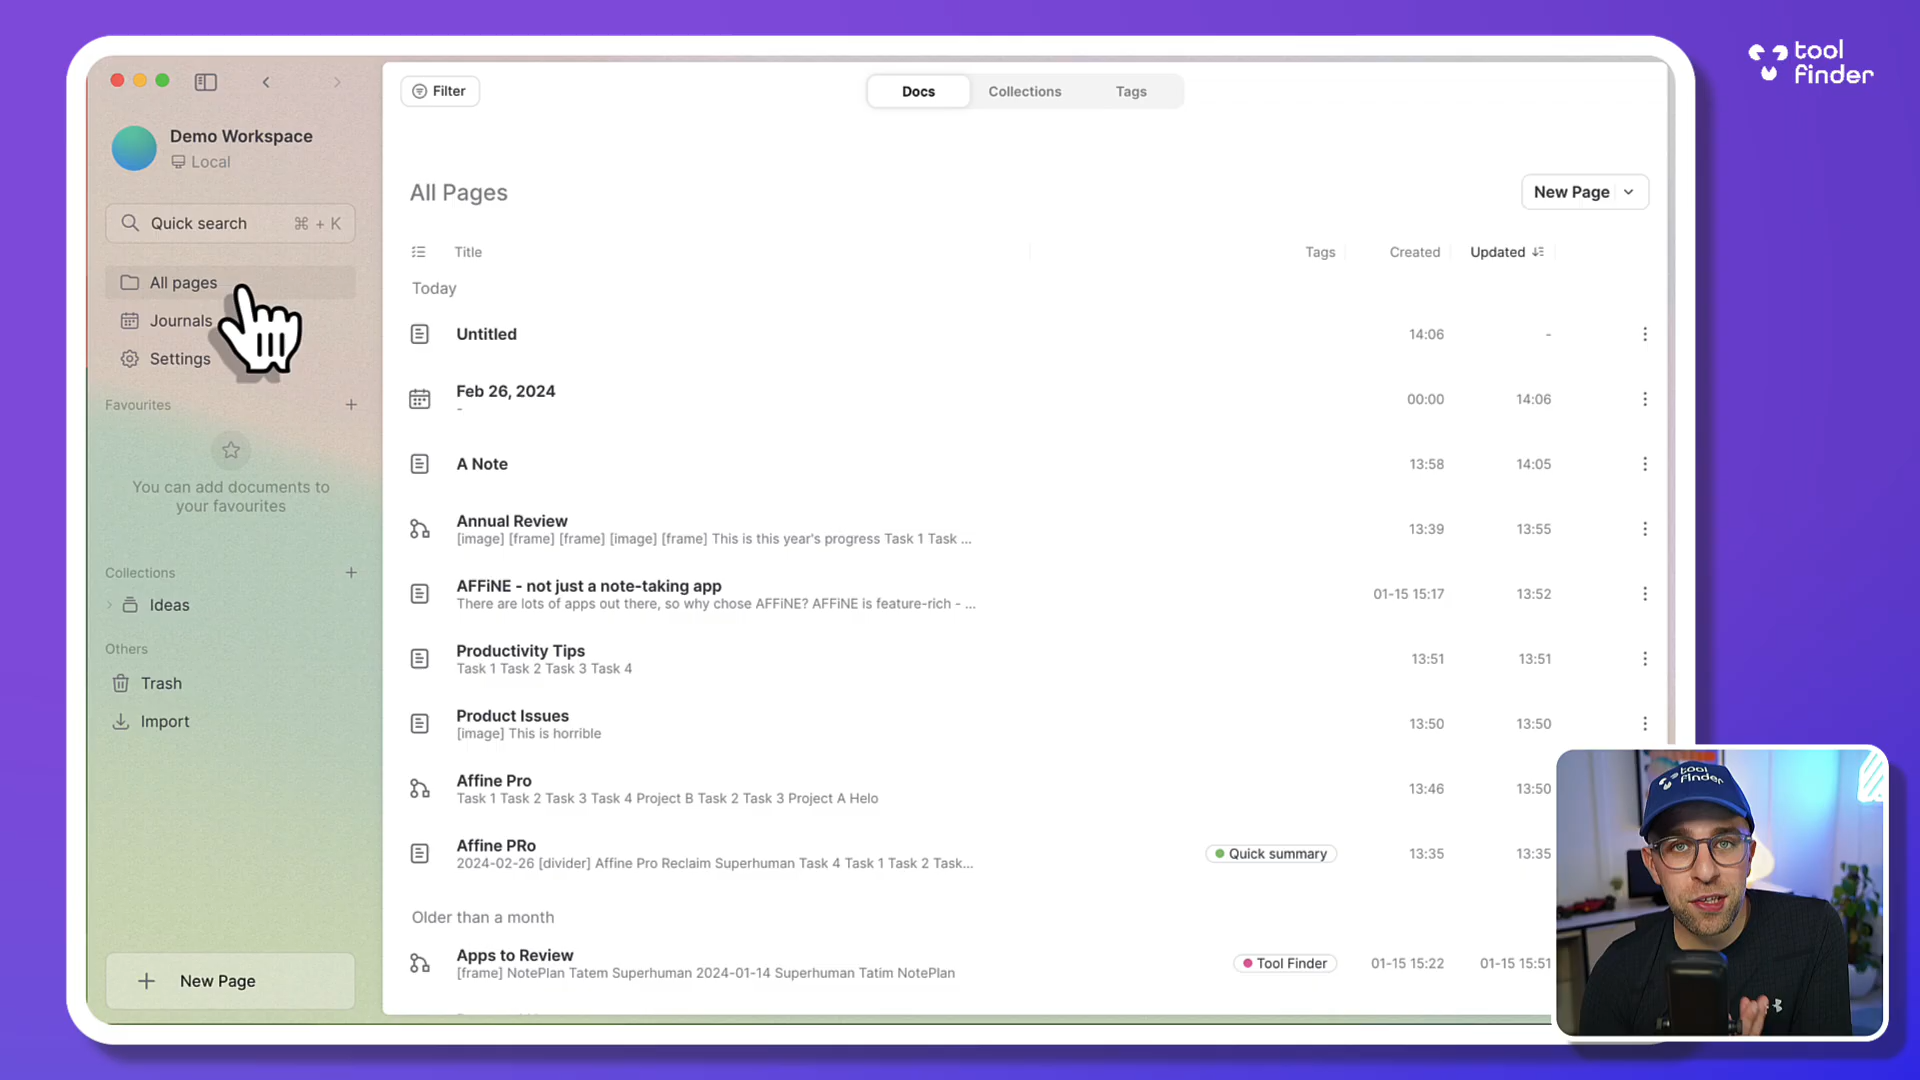 tool
finder
Filter
Docs
Collections
Tags
Demo Workspace
Local
Quick search
⌘ + K
All pages
Journals
Settings
Favourites
You can add documents to
your favourites
Collections
Ideas
Others
Trash
Import
New Page
All Pages
New Page
Title
Tags
Created
Updated
Today
Untitled
14:06
-
Feb 26, 2024
-
00:00
14:06
A Note
13:58
14:05
Annual Review
[image] [frame] [frame] [image] [frame] This is this year's progress Task 1 Task ...
13:39
13:55
AFFiNE - not just a note-taking app
There are lots of apps out there, so why chose AFFiNE? AFFiNE is feature-rich - ...
01-15 15:17
13:52
Productivity Tips
Task 1 Task 2 Task 3 Task 4
13:51
13:51
Product Issues
[image] This is horrible
13:50
13:50
Affine Pro
Task 1 Task 2 Task 3 Task 4 Project B Task 2 Task 3 Project A Helo
13:46
13:50
Affine PRo
2024-02-26 [divider] Affine Pro Reclaim Superhuman Task 4 Task 1 Task 2 Task...
Quick summary
13:35
13:35
Older than a month
Apps to Review
[frame] NotePlan Tatem Superhuman 2024-01-14 Superhuman Tatim NotePlan
Tool Finder
01-15 15:22
01-15 15:51
tool
finder